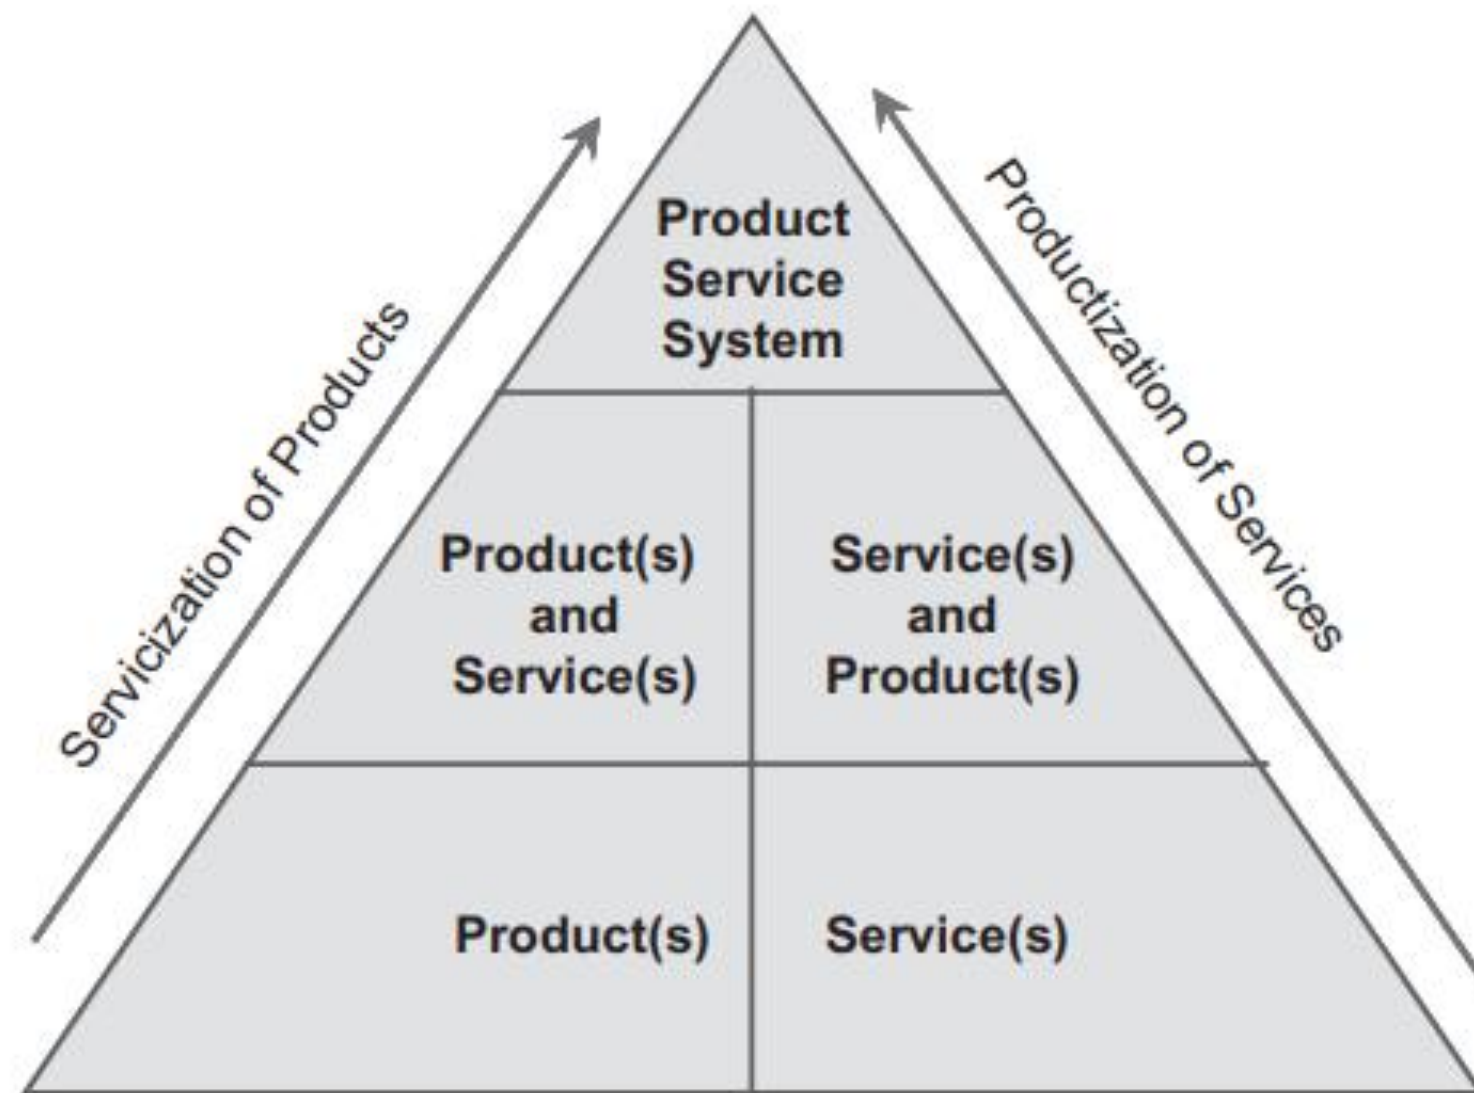 Servicization of Products
Productization of Services
Product
Service
System
Product(s)
and
Service(s)
Service(s)
and
Product(s)
Product(s)
Service(s)